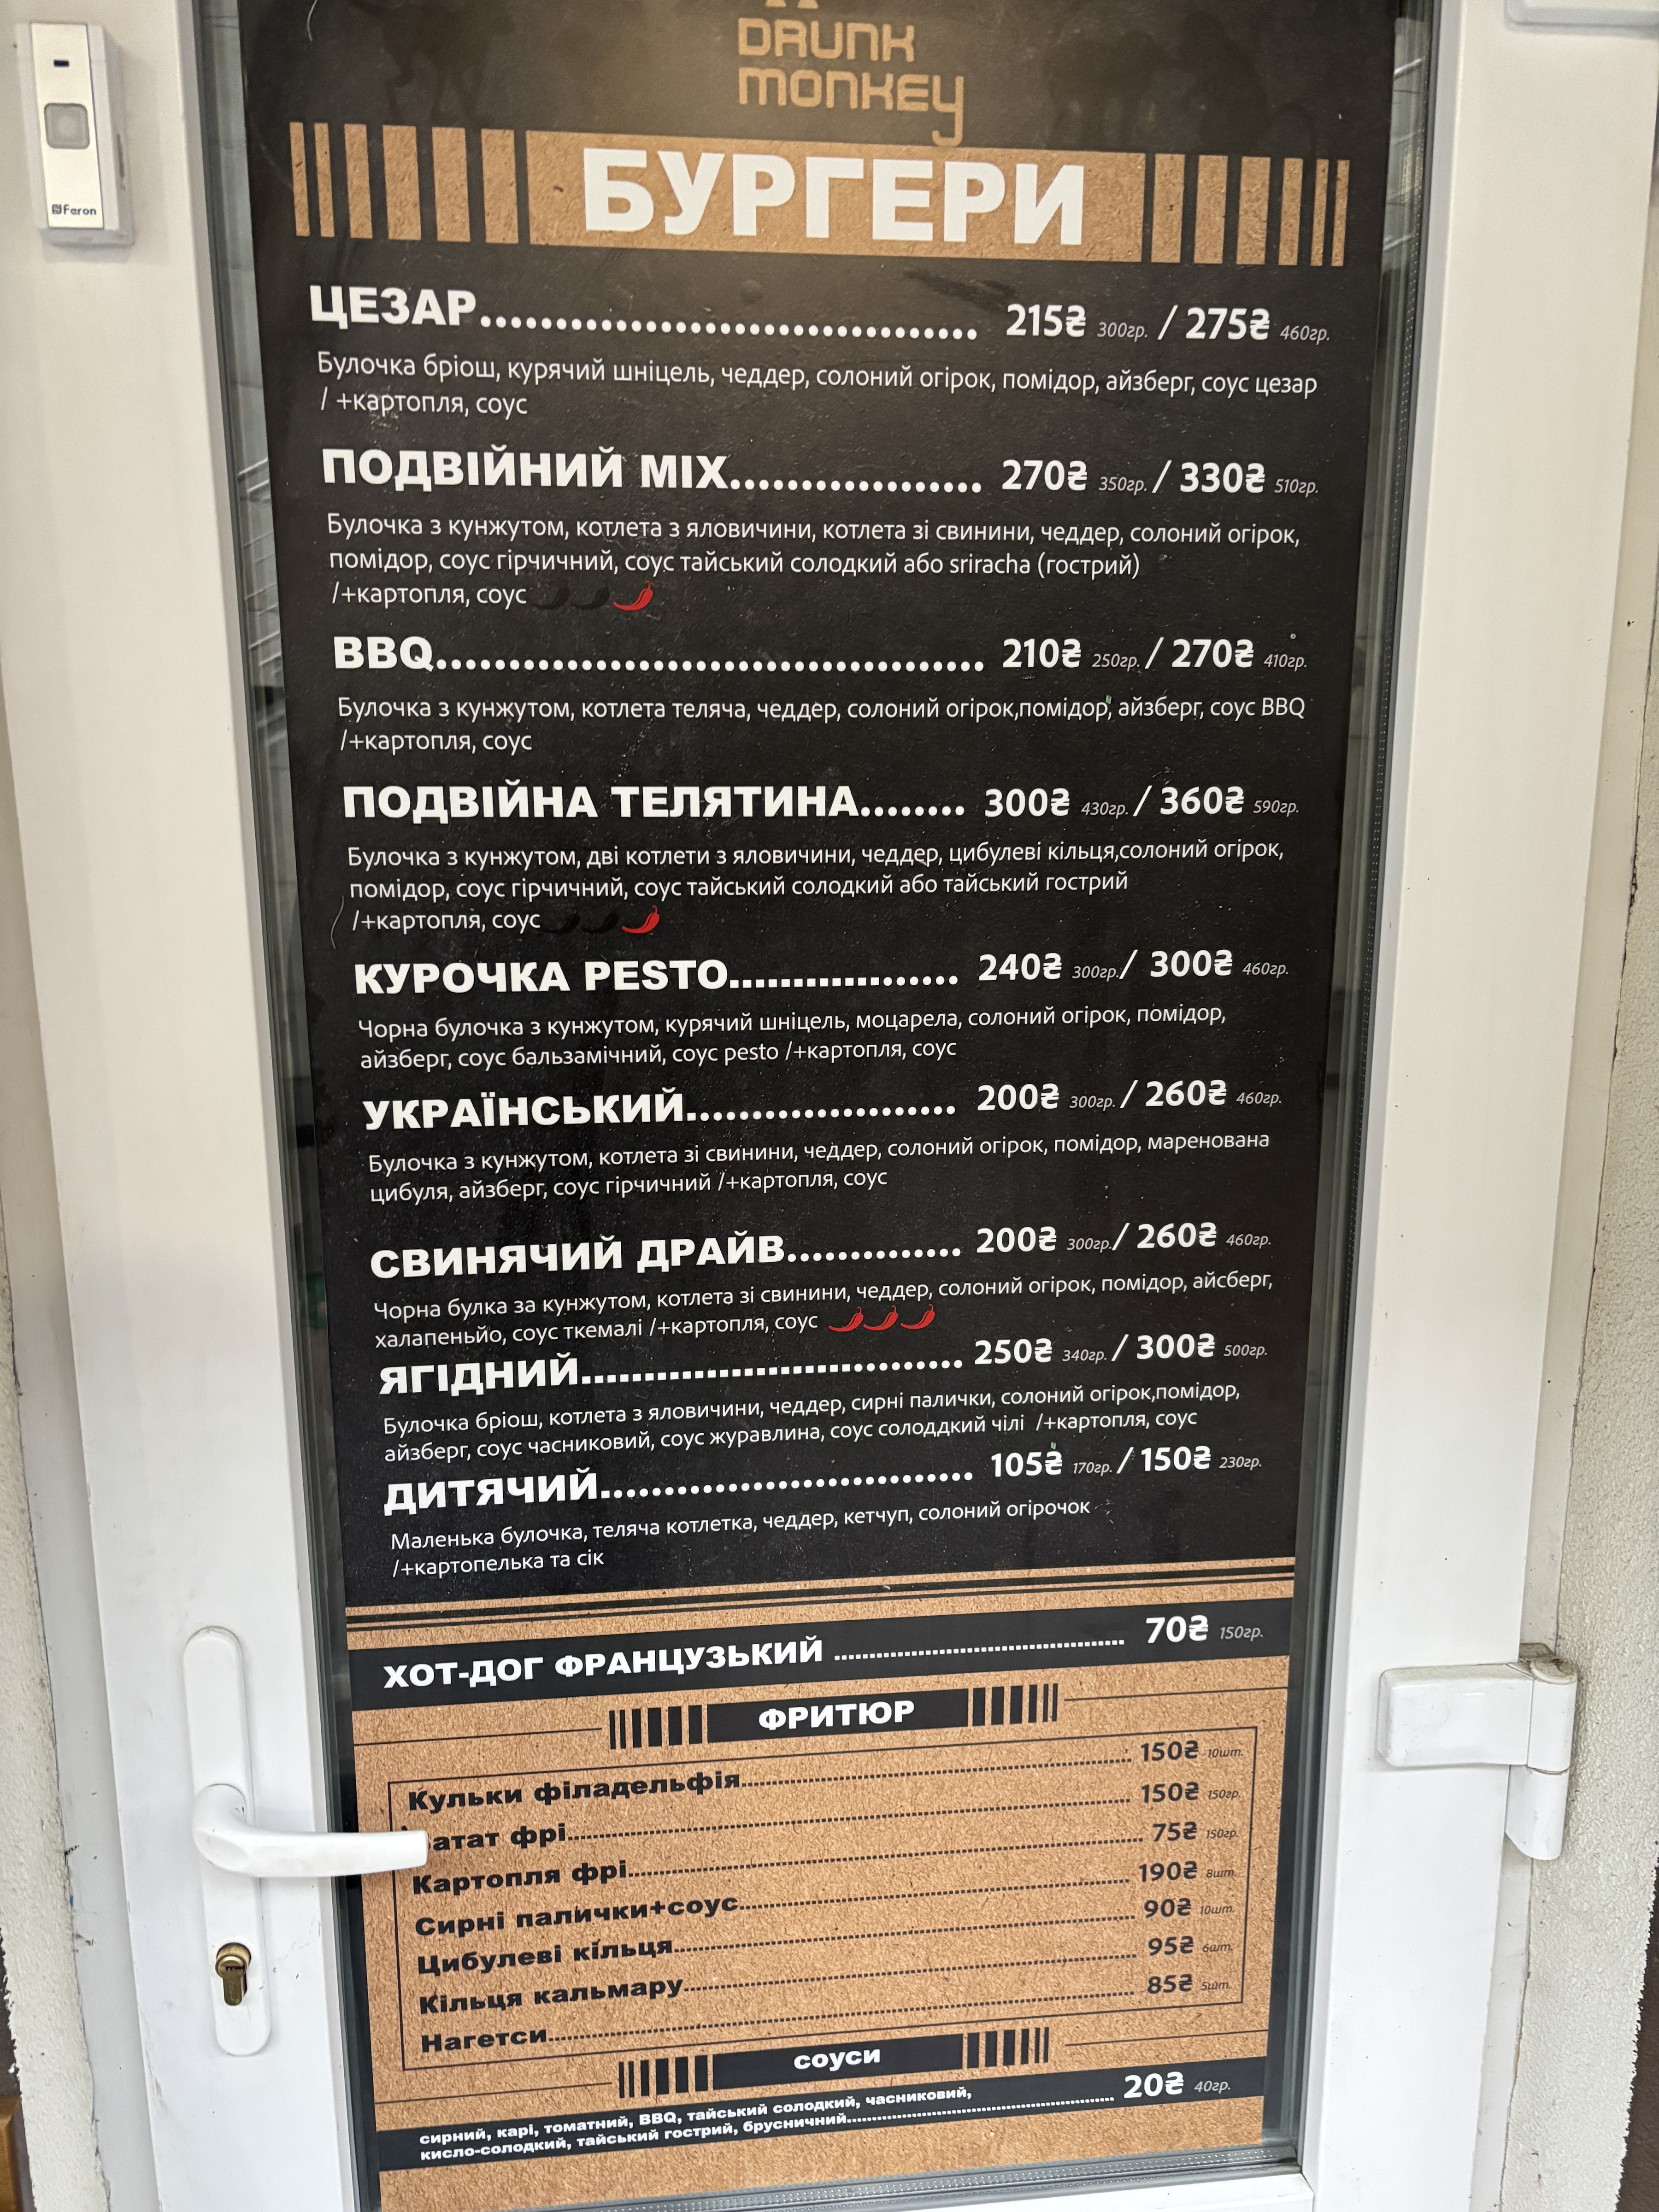 Feron
DRUNK
MONKEY
БУРГЕРИ
ЦЕЗАР................................. 215₴ 300гр. / 275₴ 460гр.
Булочка бріош, курячий шніцель, чеддер, солоний огірок, помідор, айзберг, соус цезар
/ +картопля, соус
ПОДВІЙНИЙ MIX.................. 270₴ 350гр. / 330₴ 510гр.
Булочка з кунжутом, котлета з яловичини, котлета зі свинини, чеддер, солоний огірок,
помідор, соус гірчичний, соус тайський солодкий або sriracha (гострий)
/+картопля, соус
BBQ...................................... 210₴ 250гр. / 270₴ 410гр.
Булочка з кунжутом, котлета теляча, чеддер, солоний огірок,помідор, айзберг, соус BBQ
/+картопля, соус
ПОДВІЙНА ТЕЛЯТИНА........ 300₴ 430гр. / 360₴ 590гр.
Булочка з кунжутом, дві котлети з яловичини, чеддер, цибулеві кільця,солоний огірок,
помідор, соус гірчичний, соус тайський солодкий або тайський гострий
/+картопля, соус
КУРОЧКА PESTO.................. 240₴ 300гр./ 300₴ 460гр.
Чорна булочка з кунжутом, курячий шніцель, моцарела, солоний огірок, помідор,
айзберг, соус бальзамічний, соус pesto /+картопля, соус
УКРАЇНСЬКИЙ..................... 200₴ 300гр. / 260₴ 460гр.
Булочка з кунжутом, котлета зі свинини, чеддер, солоний огірок, помідор, маренована
цибуля, айзберг, соус гірчичний /+картопля, соус
СВИНЯЧИЙ ДРАЙВ............. 200₴ 300гр./ 260₴ 460гр.
Чорна булка за кунжутом, котлета зі свинини, чеддер, солоний огірок, помідор, айсберг,
халапеньйо, соус ткемалі /+картопля, соус
ЯГІДНИЙ.............................. 250₴ 340гр. / 300₴ 500гр.
Булочка бріош, котлета з яловичини, чеддер, сирні палички, солоний огірок,помідор,
айзберг, соус часниковий, соус журавлина, соус солоддкий чілі /+картопля, соус
ДИТЯЧИЙ............................ 105₴ 170гр. / 150₴ 230гр.
Маленька булочка, теляча котлетка, чеддер, кетчуп, солоний огірочок
/+картопелька та сік
ХОТ-ДОГ ФРАНЦУЗЬКИЙ ........................................ 70₴ 150гр.
ФРИТЮР
Кульки філадельфія........................................ 150₴ 10шт.
атат фрі........................................ 150₴ 150гр.
Картопля фрі........................................ 75₴ 150гр.
Сирні палички+соус........................................ 190₴ 8шт.
Цибулеві кільця........................................ 90₴ 10шт.
Кільця кальмару........................................ 95₴ 6шт.
Нагетси........................................ 85₴ 5шт.
соуси
сирний, карі, томатний, BBQ, тайський солодкий, часниковий,
кисло-солодкий, тайський гострий, брусничний........................................ 20₴ 40гр.